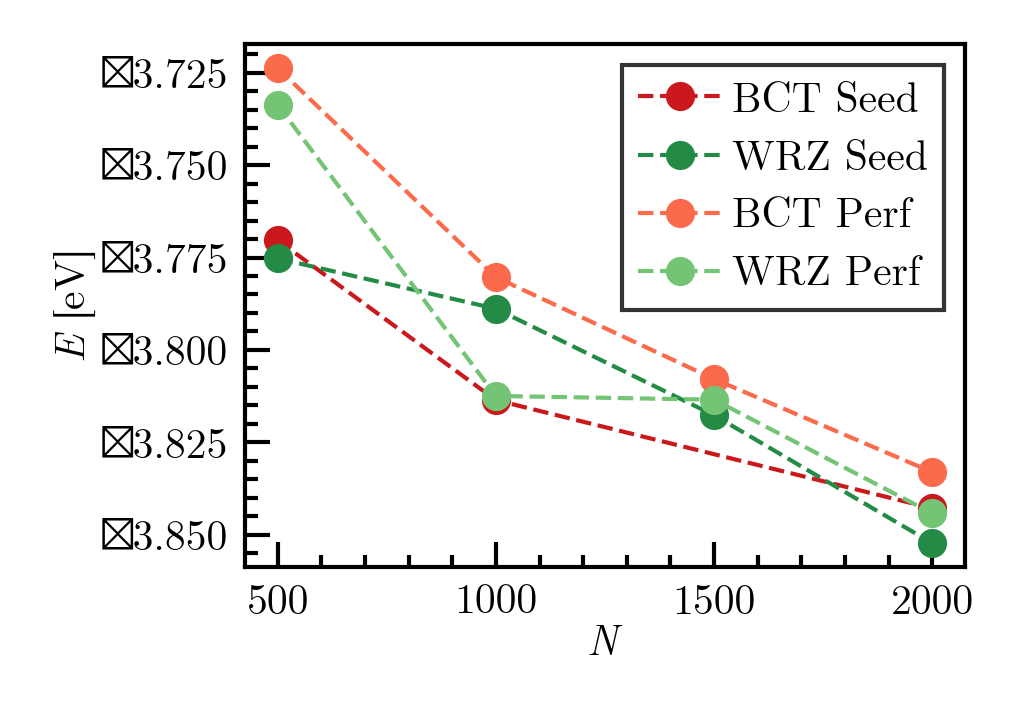 ☒3.725
☒3.750
☒3.775
☒3.800
☒3.825
☒3.850
E [eV]
500 1000 1500 2000
N
BCT Seed
WRZ Seed
BCT Perf
WRZ Perf